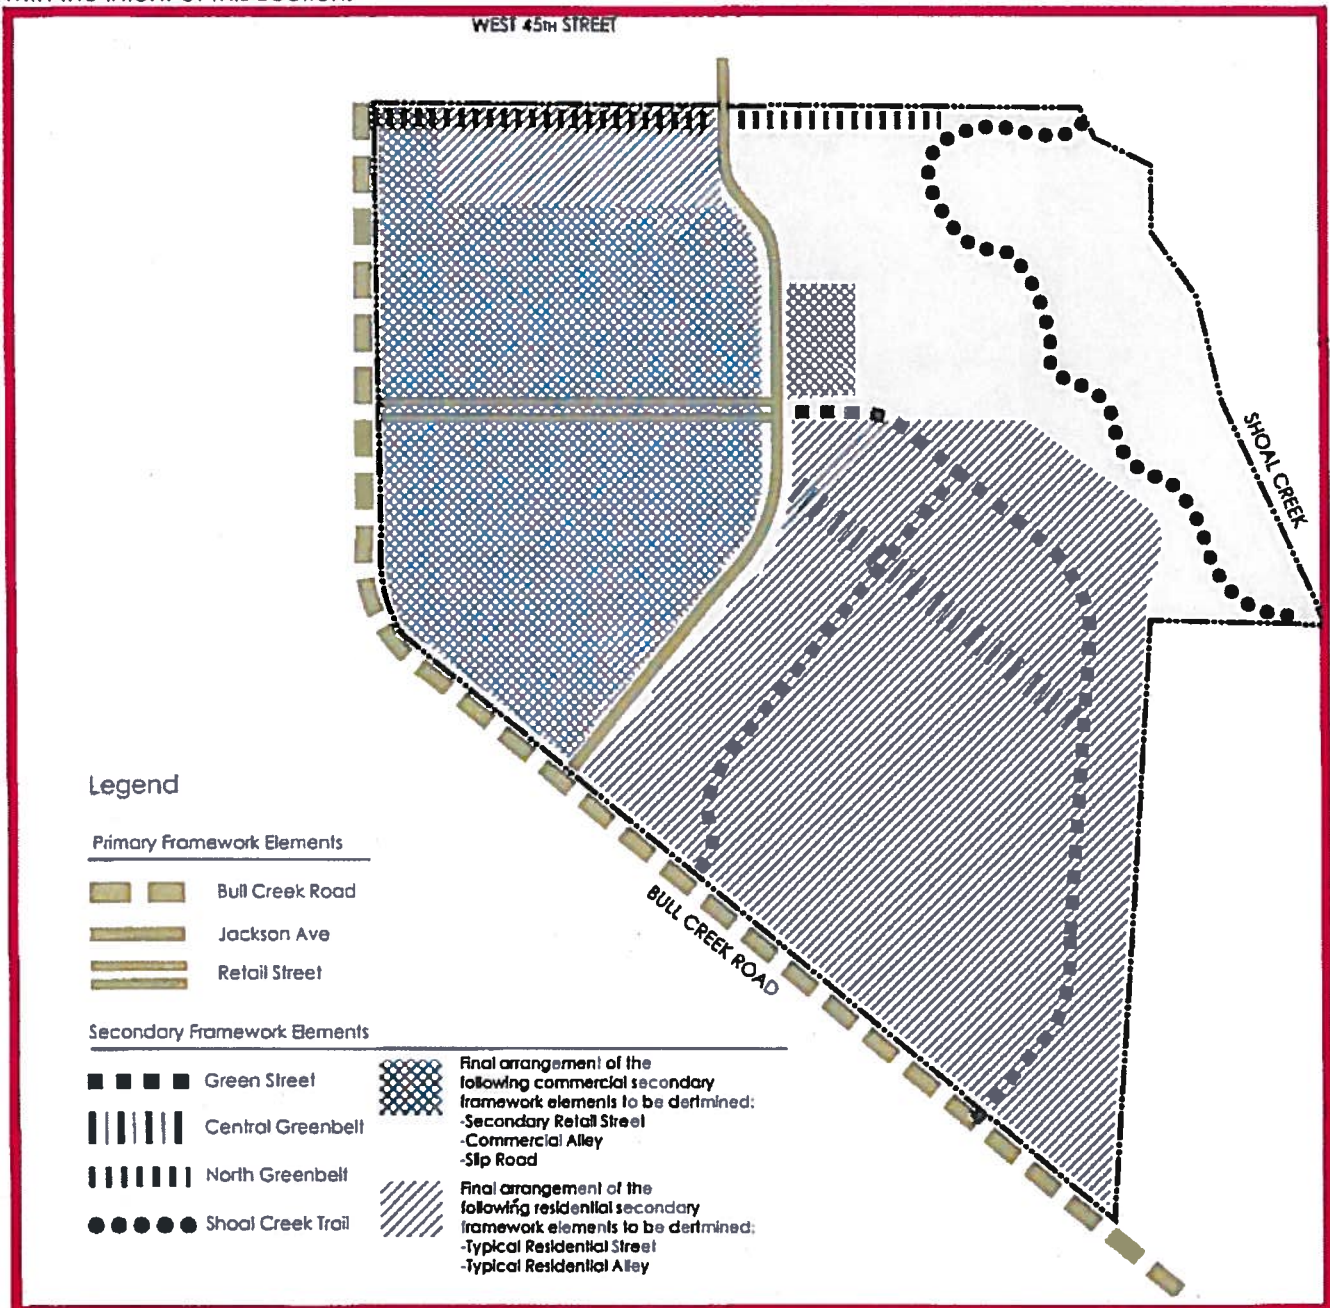 WEST 45TH STREET
SHOAL CREEK
BULL CREEK ROAD
Legend
Primary Framework Elements
Bull Creek Road
Jackson Ave
Retail Street
Secondary Framework Elements
Green Street
Central Greenbelt
North Greenbelt
Shoal Creek Trail
Final arrangement of the
following commercial secondary
framework elements to be dertmined:
-Secondary Retail Street
-Commercial Alley
-Slip Road
Final arrangement of the
following residential secondary
framework elements to be dertmined:
-Typical Residential Street
-Typical Residential Alley